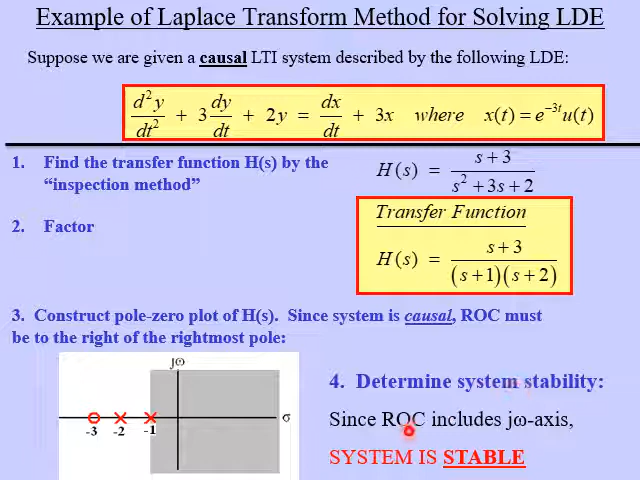 Example of Laplace Transform Method for Solving LDE
Suppose we are given a causal LTI system described by the following LDE:
d²y/dt² + 3 dy/dt + 2y = dx/dt + 3x where x(t) = e^{-3t}u(t)
1. Find the transfer function H(s) by the
“inspection method”
H(s) = (s+3)/(s²+3s+2)
2. Factor
Transfer Function
H(s) = (s+3)/((s+1)(s+2))
3. Construct pole-zero plot of H(s). Since system is causal, ROC must
be to the right of the rightmost pole:
jω
σ
-3 -2 -1
4. Determine system stability:
Since ROC includes jω-axis,
SYSTEM IS STABLE